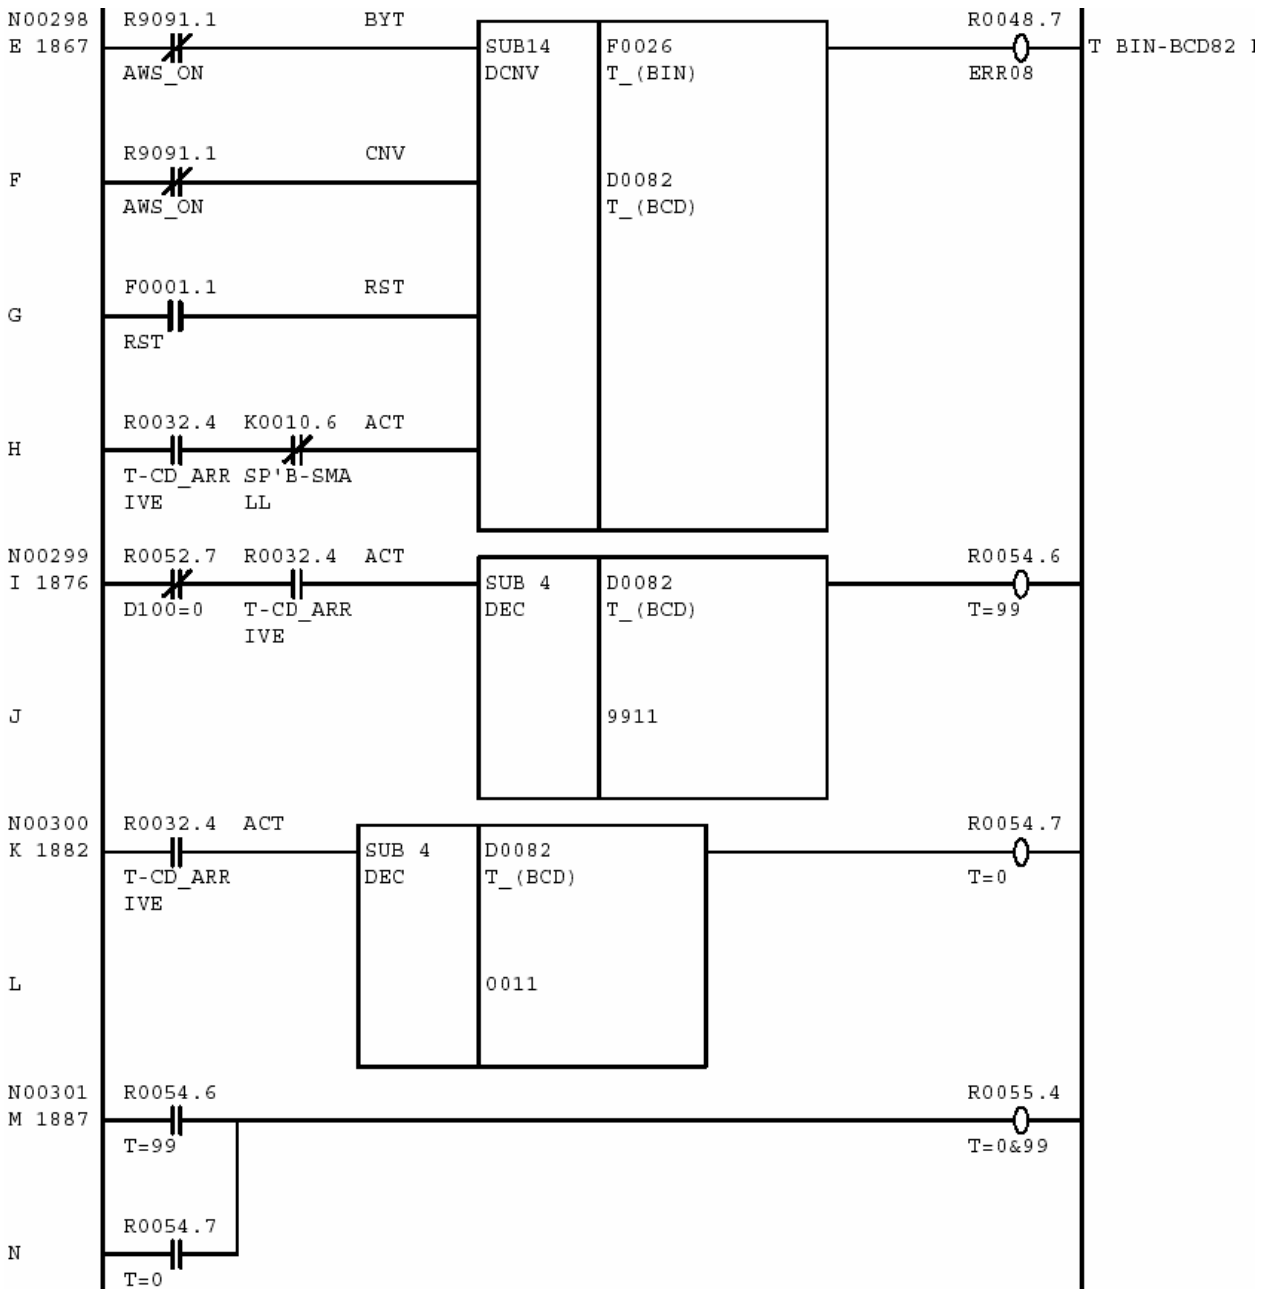 N00298 R9091.1 BYT R0048.7
E 1867 SUB14 F0026 T BIN-BCD82
AWS_ON DCNV T_(BIN) ERR08
R9091.1 CNV
F D0082
AWS_ON T_(BCD)
F0001.1 RST
G
RST
R0032.4 K0010.6 ACT
H
T-CD_ARR SP'B-SMA
IVE LL
N00299 R0052.7 R0032.4 ACT R0054.6
I 1876 SUB 4 D0082
D100=0 T-CD_ARR DEC T_(BCD) T=99
IVE
J 9911
N00300 R0032.4 ACT R0054.7
K 1882 SUB 4 D0082
T-CD_ARR DEC T_(BCD) T=0
IVE
L 0011
N00301 R0054.6 R0055.4
M 1887
T=99 T=0&99
R0054.7
N
T=0